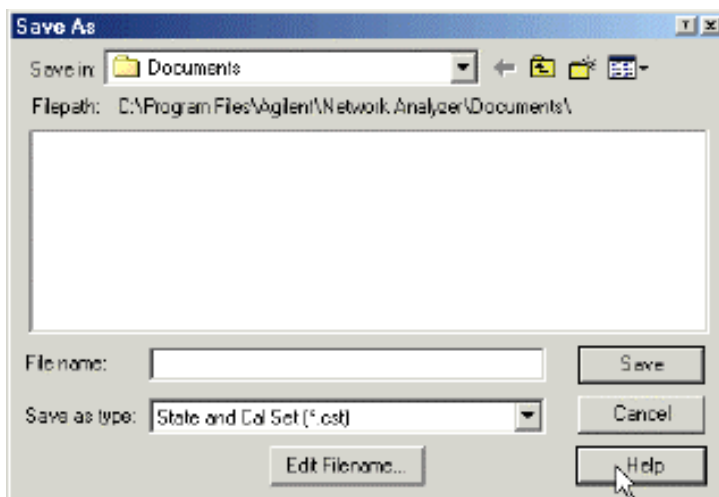 Save As
Save in: Documents
Filepath: C:\Program Files\Agilent\Network Analyzer\Documents\
File name:
Save
Save as type: State and Cal Set (*.cst)
Cancel
Edit Filename...
Help